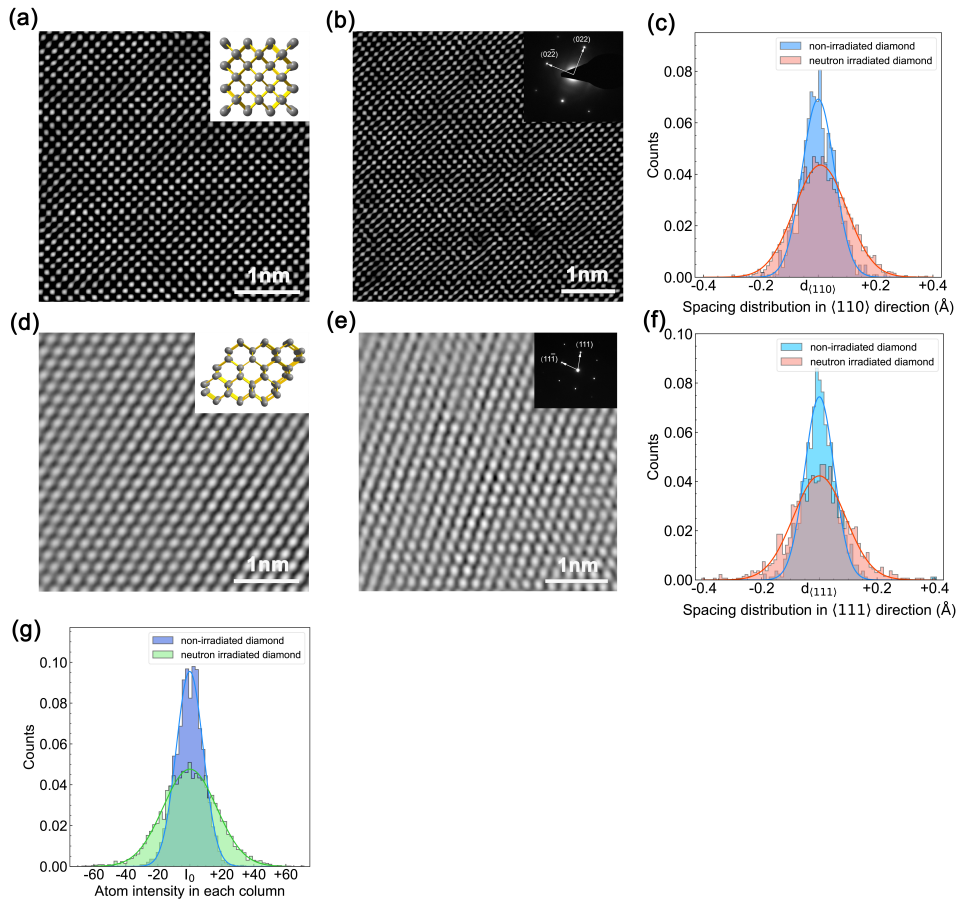 (a)
1nm
(b)
(022̄)
(022)
1nm
(c)
non-irradiated diamond
neutron irradiated diamond
Counts
0.08
0.06
0.04
0.02
0.00
-0.4
-0.2
d⟨110⟩
+0.2
+0.4
Spacing distribution in ⟨110⟩ direction (Å)
(d)
1nm
(e)
(111̄)
(111)
1nm
(f)
non-irradiated diamond
neutron irradiated diamond
Counts
0.10
0.08
0.06
0.04
0.02
0.00
-0.4
-0.2
d⟨111⟩
+0.2
+0.4
Spacing distribution in ⟨111⟩ direction (Å)
(g)
non-irradiated diamond
neutron irradiated diamond
Counts
0.10
0.08
0.06
0.04
0.02
0.00
-60
-40
-20
I₀
+20
+40
+60
Atom intensity in each column